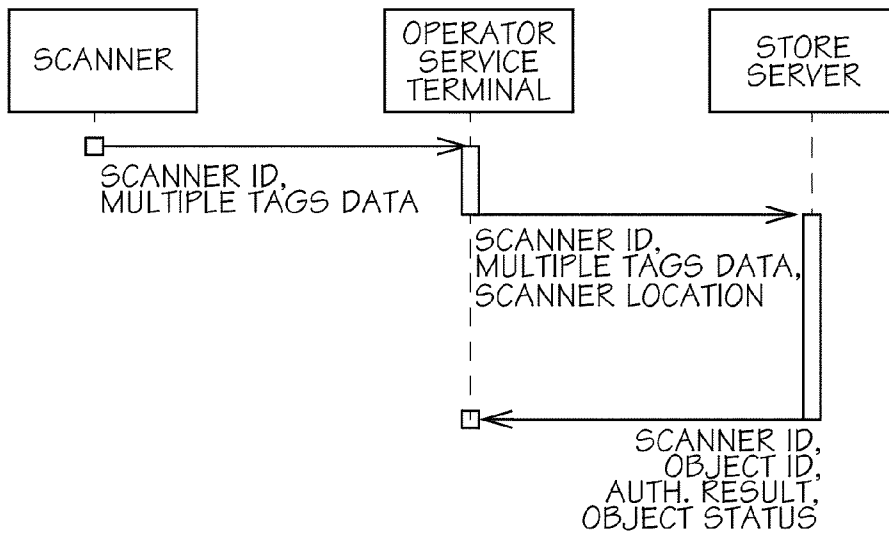 SCANNER
OPERATOR
SERVICE
TERMINAL
STORE
SERVER
SCANNER ID,
MULTIPLE TAGS DATA
SCANNER ID,
MULTIPLE TAGS DATA,
SCANNER LOCATION
SCANNER ID,
OBJECT ID,
AUTH. RESULT,
OBJECT STATUS